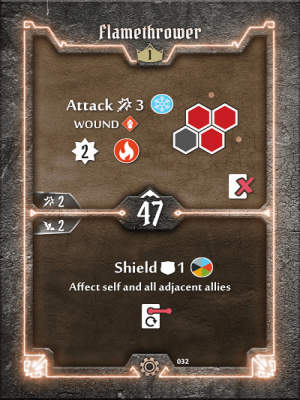 Flamethrower
1
Attack 3
WOUND
2
2
47
2
Shield 1
Affect self and all adjacent allies
032